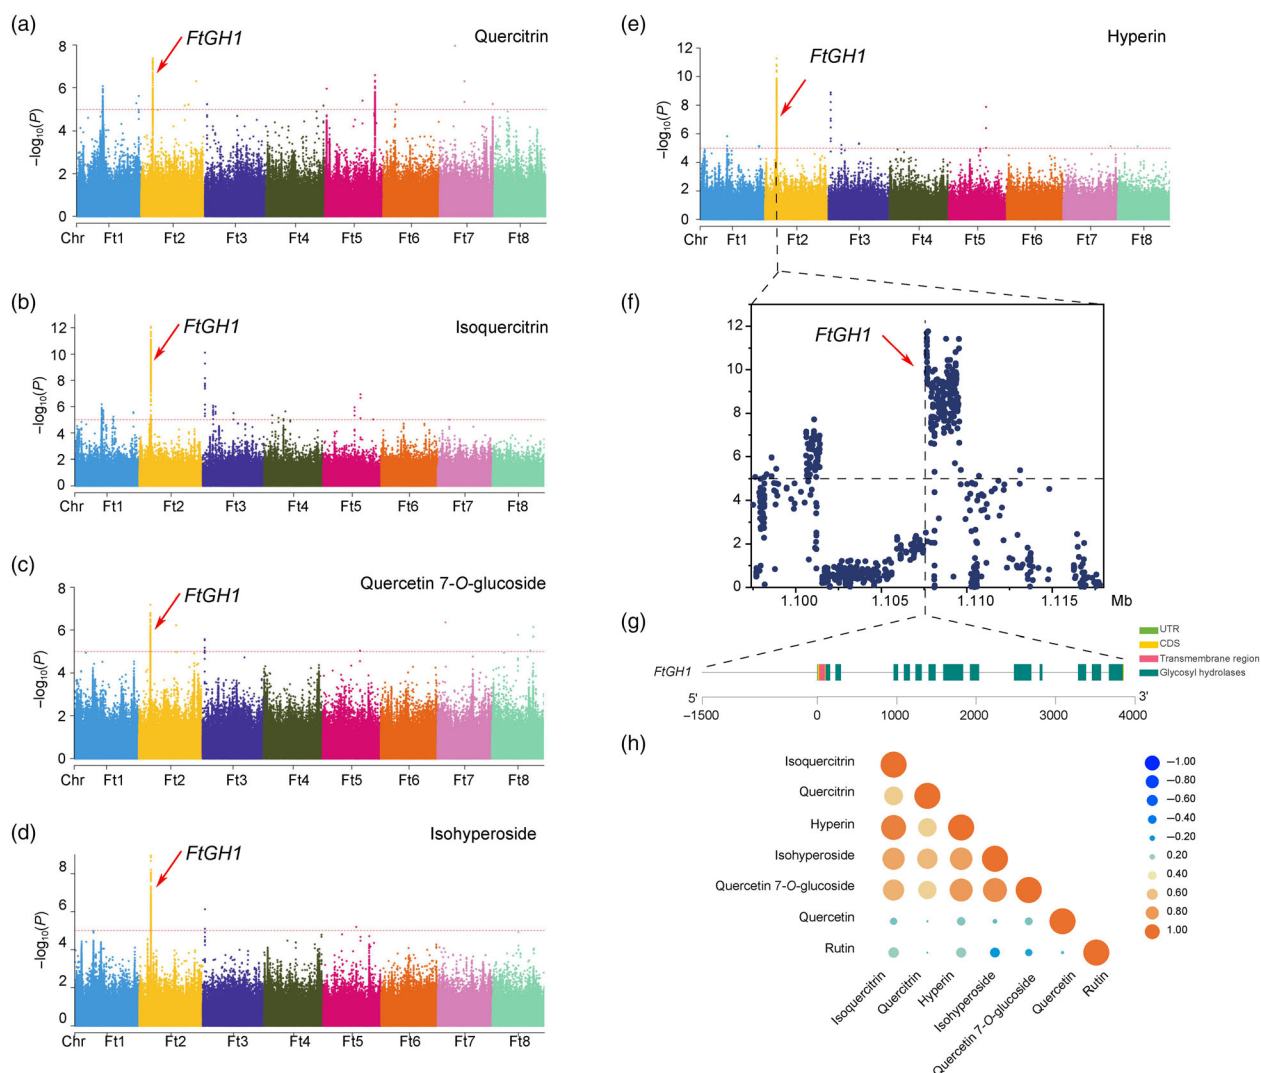 (a)
Quercitrin
FtGH1
8
6
4
2
0
–log10(P)
Chr Ft1 Ft2 Ft3 Ft4 Ft5 Ft6 Ft7 Ft8
(b)
Isoquercitrin
FtGH1
12
10
8
6
4
2
0
–log10(P)
Chr Ft1 Ft2 Ft3 Ft4 Ft5 Ft6 Ft7 Ft8
(c)
Quercetin 7-O-glucoside
FtGH1
8
6
4
2
0
–log10(P)
Chr Ft1 Ft2 Ft3 Ft4 Ft5 Ft6 Ft7 Ft8
(d)
Isohyperoside
FtGH1
8
6
4
2
0
–log10(P)
Chr Ft1 Ft2 Ft3 Ft4 Ft5 Ft6 Ft7 Ft8
(e)
Hyperin
FtGH1
12
10
8
6
4
2
0
–log10(P)
Chr Ft1 Ft2 Ft3 Ft4 Ft5 Ft6 Ft7 Ft8
(f)
FtGH1
12
10
8
6
4
2
0
1.100 1.105 1.110 1.115 Mb
(g)
UTR
CDS
Transmembrane region
Glycosyl hydrolases
FtGH1
5' 3'
–1500 0 1000 2000 3000 4000
(h)
Isoquercitrin
Quercitrin
Hyperin
Isohyperoside
Quercetin 7-O-glucoside
Quercetin
Rutin
Isoquercitrin
Quercitrin
Hyperin
Isohyperoside
Quercetin 7-O-glucoside
Quercetin
Rutin
–1.00
–0.80
–0.60
–0.40
–0.20
0.20
0.40
0.60
0.80
1.00